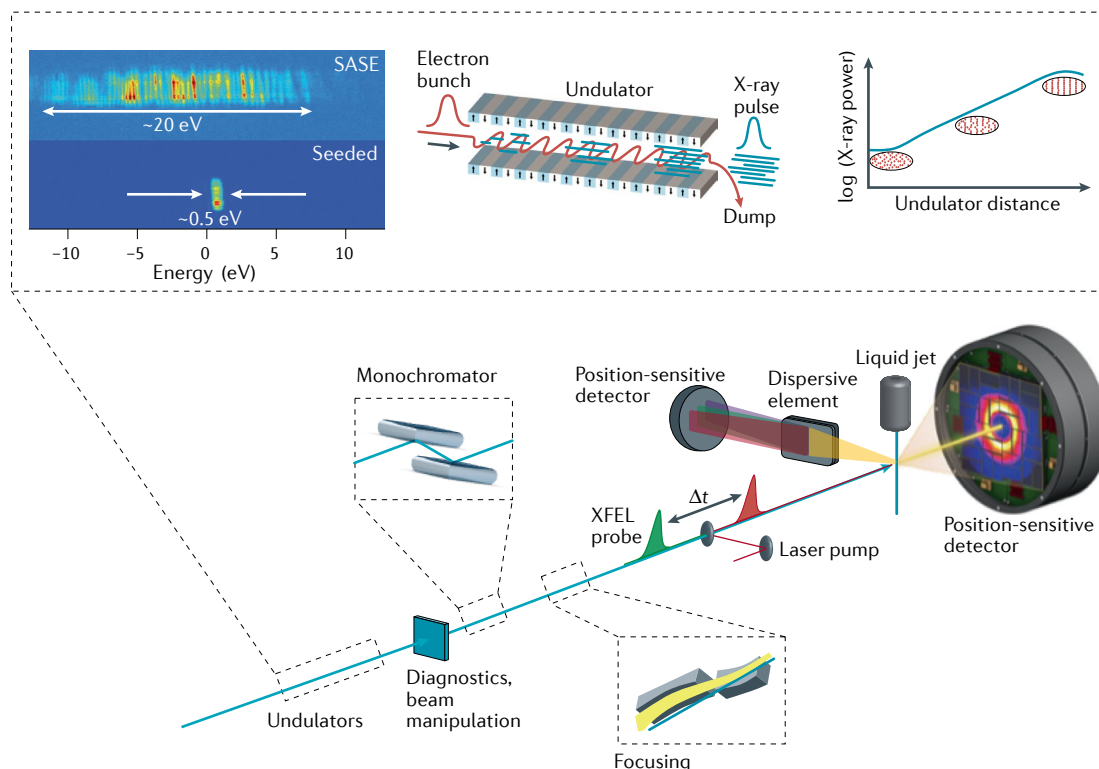 SASE
~20 eV
Seeded
~0.5 eV
−10
−5
0
5
10
Energy (eV)
Electron
bunch
Undulator
X-ray
pulse
Dump
log (X-ray power)
Undulator distance
Monochromator
Position-sensitive
detector
Dispersive
element
Liquid jet
Δt
XFEL
probe
Laser pump
Position-sensitive
detector
Diagnostics,
beam
manipulation
Undulators
Focusing